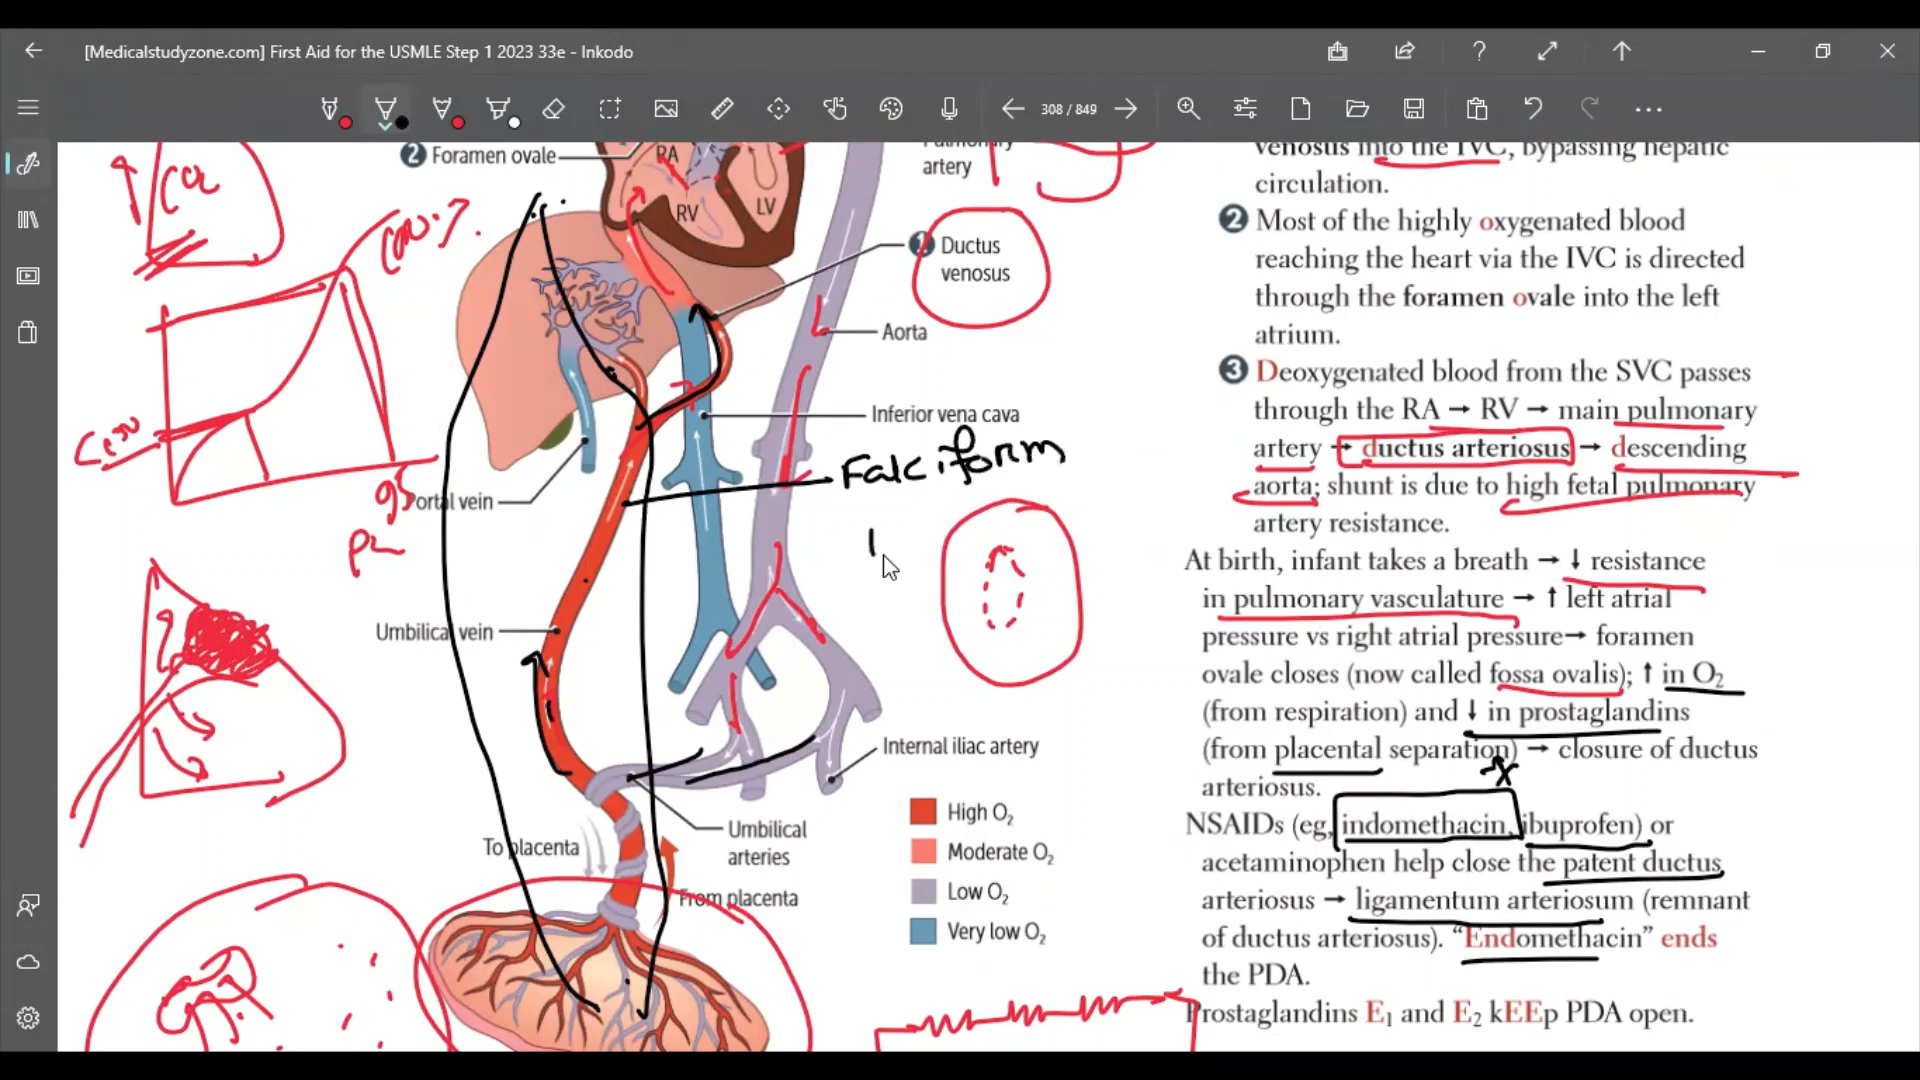 [Medicalstudyzone.com] First Aid for the USMLE Step 1 2023 33e - Inkodo
308 / 849
2 Foramen ovale
RA
RV
LV
Pulmonary
artery
1 Ductus
venosus
Aorta
Inferior vena cava
Falciform
Portal vein
95
Umbilical vein
Internal iliac artery
Umbilical
arteries
To placenta
From placenta
High O₂
Moderate O₂
Low O₂
Very low O₂
venosus into the IVC, bypassing hepatic
circulation.
2 Most of the highly oxygenated blood
reaching the heart via the IVC is directed
through the foramen ovale into the left
atrium.
3 Deoxygenated blood from the SVC passes
through the RA → RV → main pulmonary
artery → ductus arteriosus → descending
aorta; shunt is due to high fetal pulmonary
artery resistance.
At birth, infant takes a breath → ↓ resistance
in pulmonary vasculature → ↑ left atrial
pressure vs right atrial pressure→ foramen
ovale closes (now called fossa ovalis); ↑ in O₂
(from respiration) and ↓ in prostaglandins
(from placental separation) → closure of ductus
arteriosus.
NSAIDs (eg, indomethacin, ibuprofen) or
acetaminophen help close the patent ductus
arteriosus → ligamentum arteriosum (remnant
of ductus arteriosus). “Endomethacin” ends
the PDA.
Prostaglandins E₁ and E₂ kEEp PDA open.